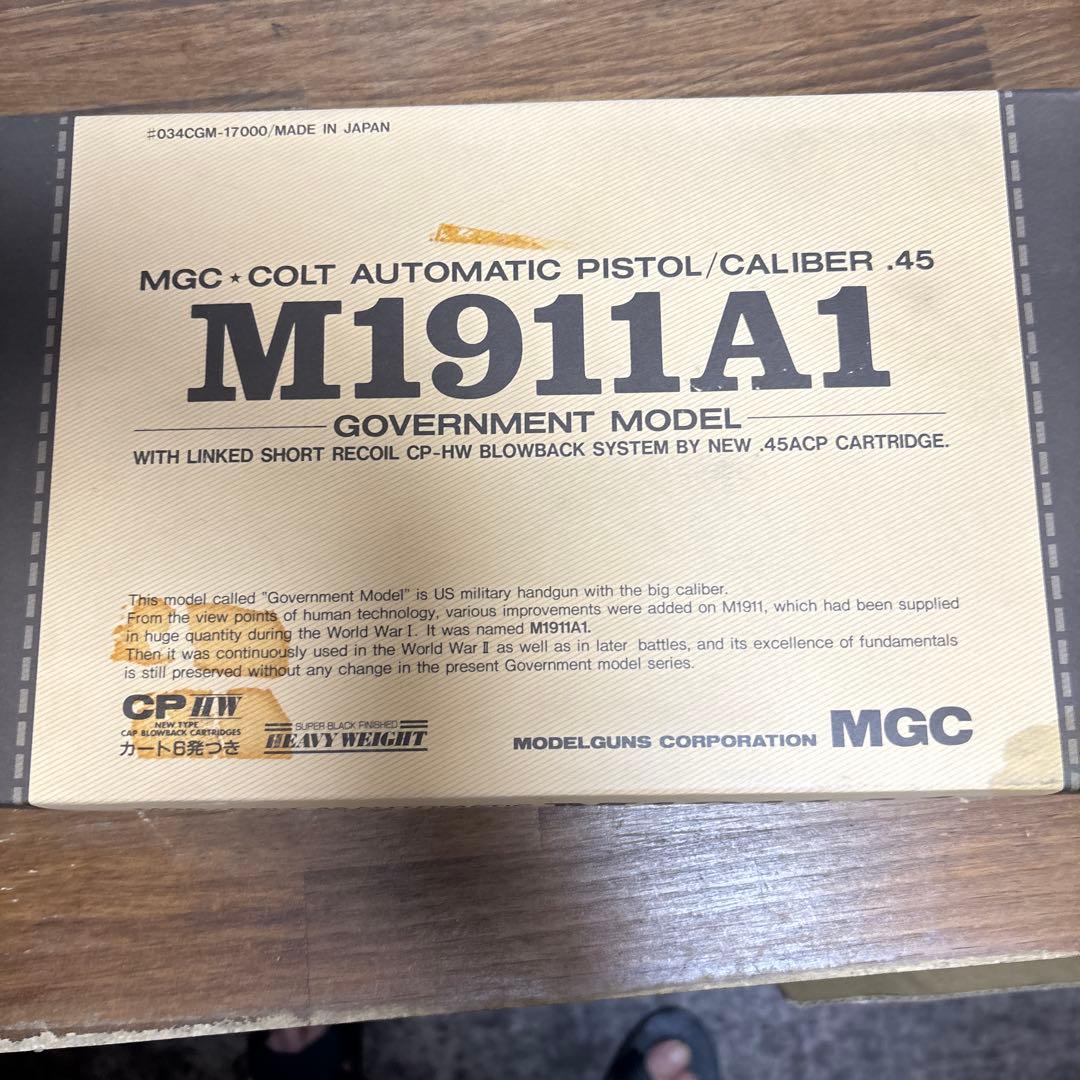 #034CGM-17000/MADE IN JAPAN
MGC★COLT AUTOMATIC PISTOL/CALIBER .45
M1911A1
GOVERNMENT MODEL
WITH LINKED SHORT RECOIL CP-HW BLOWBACK SYSTEM BY NEW .45ACP CARTRIDGE.
This model called "Government Model" is US military handgun with the big caliber.
From the view points of human technology, various improvements were added on M1911, which had been supplied
in huge quantity during the World War I. It was named M1911A1.
Then it was continuously used in the World War II as well as in later battles, and its excellence of fundamentals
is still preserved without any change in the present Government model series.
CP HW
NEW TYPE
CAP BLOWBACK CARTRIDGES
カート6発つき
SUPER BLACK FINISHED
HEAVY WEIGHT
MODELGUNS CORPORATION MGC